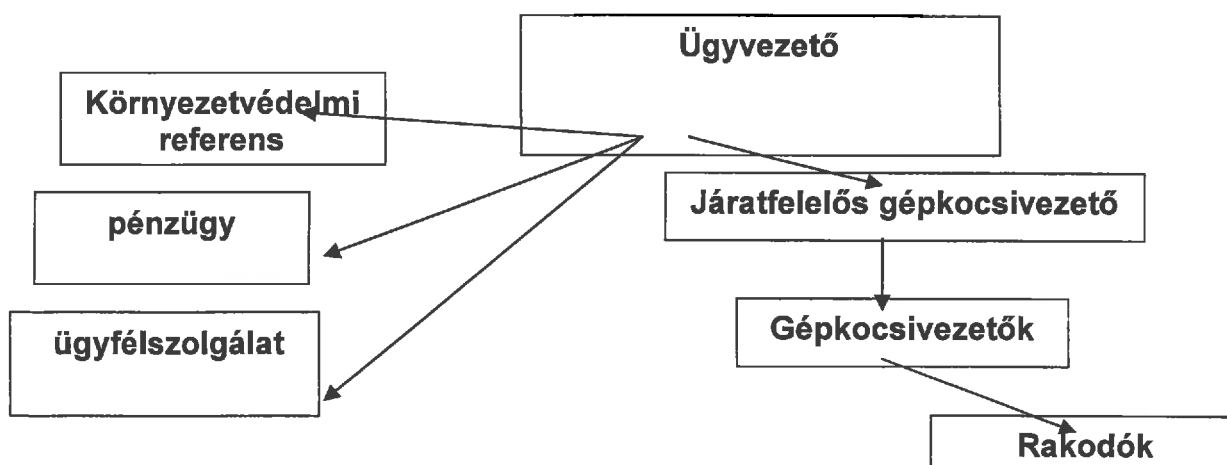 Ügyvezető
Környezetvédelmi
referens
pénzügy
ügyfélszolgálat
Járatfelelős gépkocsivezető
Gépkocsivezetők
Rakodók